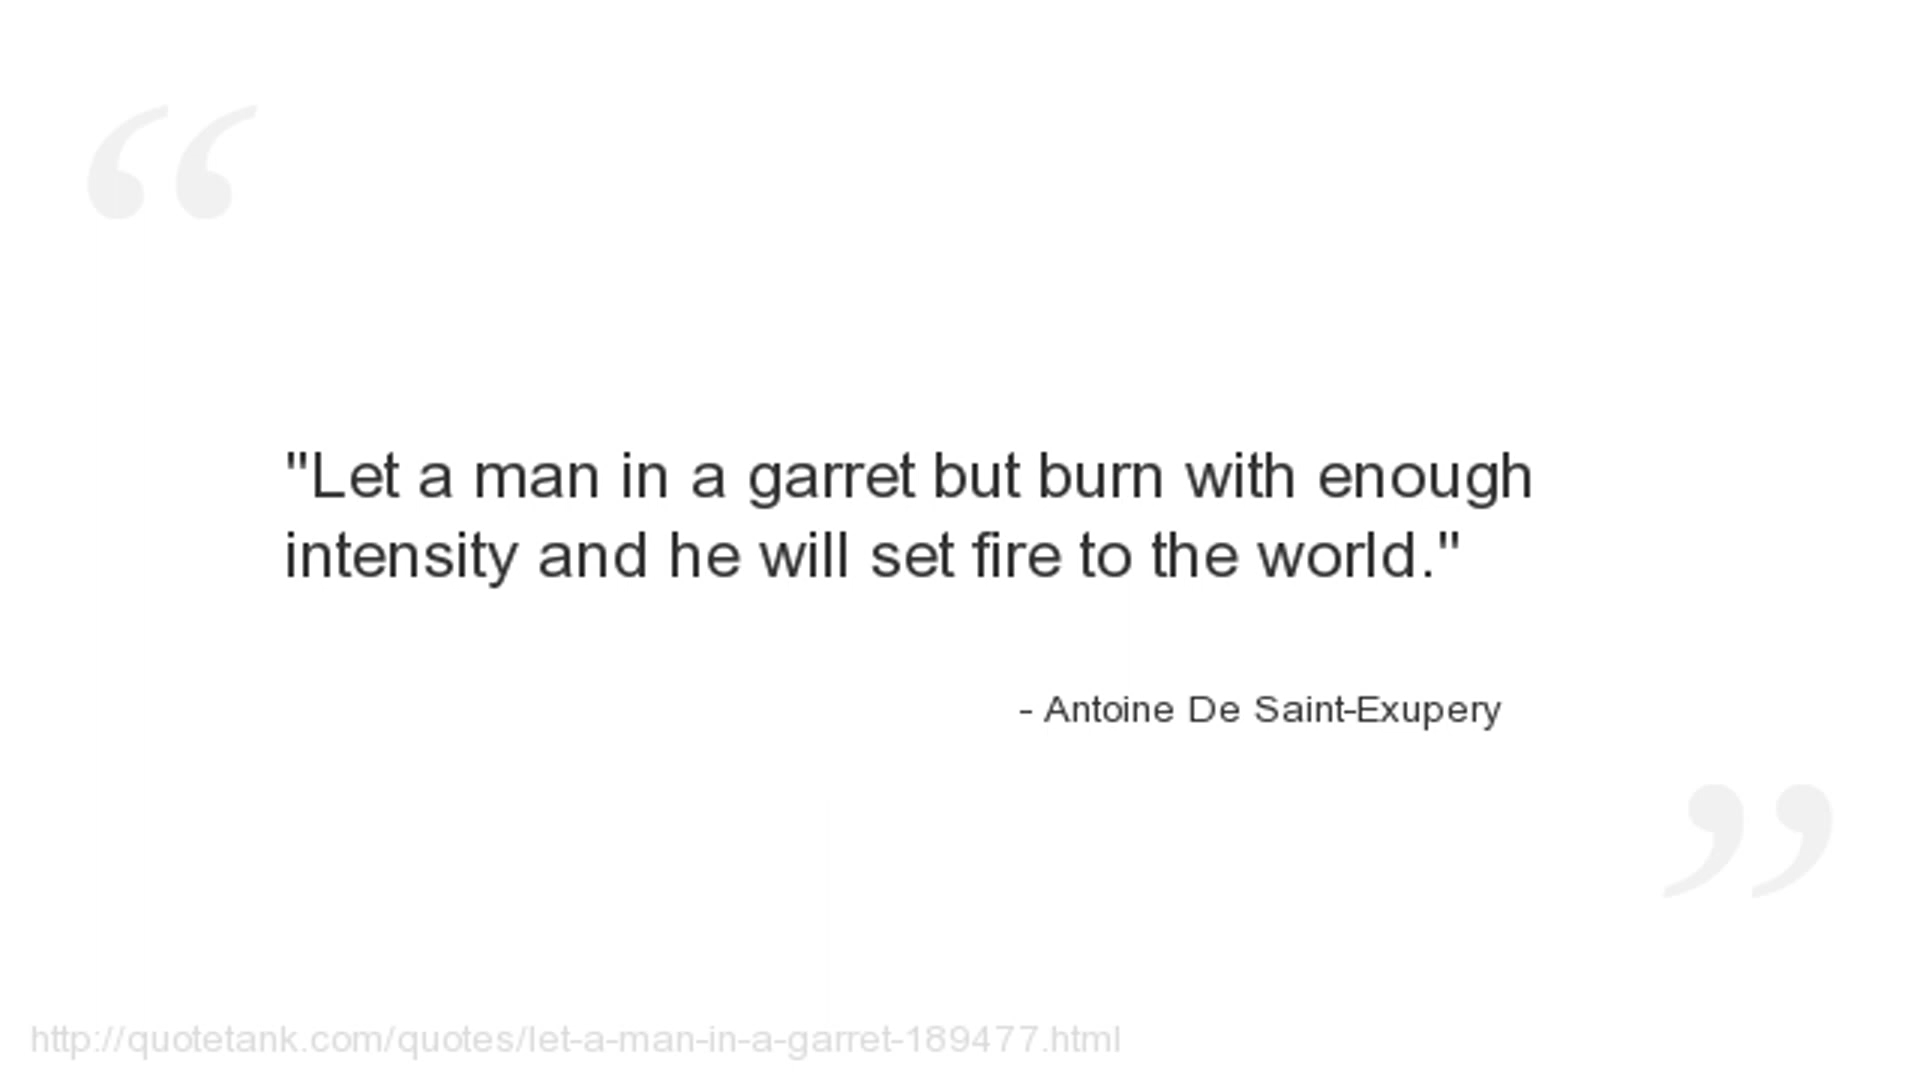 "Let a man in a garret but burn with enough
intensity and he will set fire to the world."
- Antoine De Saint-Exupery
http://quotetank.com/quotes/let-a-man-in-a-garret-189477.html